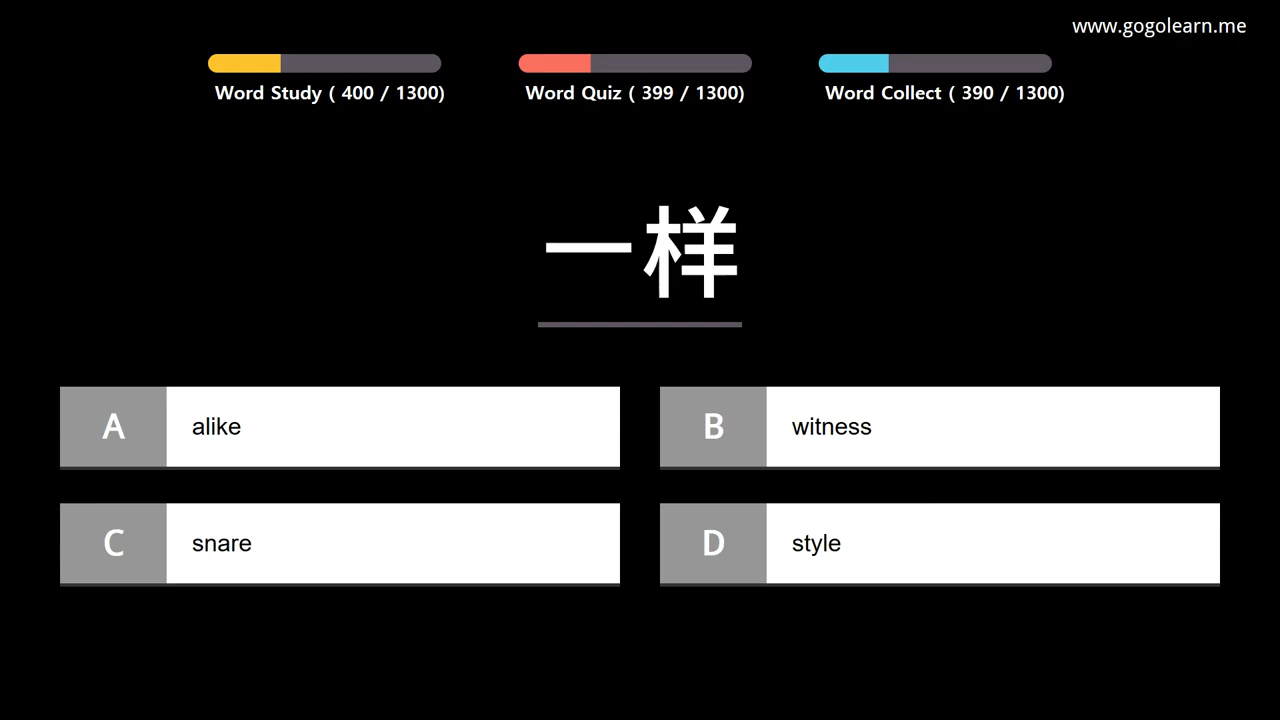 www.gogolearn.me
Word Study ( 400 / 1300)
Word Quiz ( 399 / 1300)
Word Collect ( 390 / 1300)
一样
A alike
B witness
C snare
D style